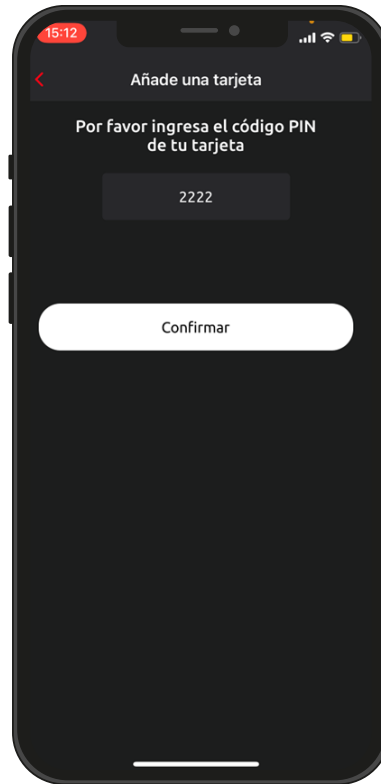 15:12
Añade una tarjeta
Por favor ingresa el código PIN
de tu tarjeta
2222
Confirmar